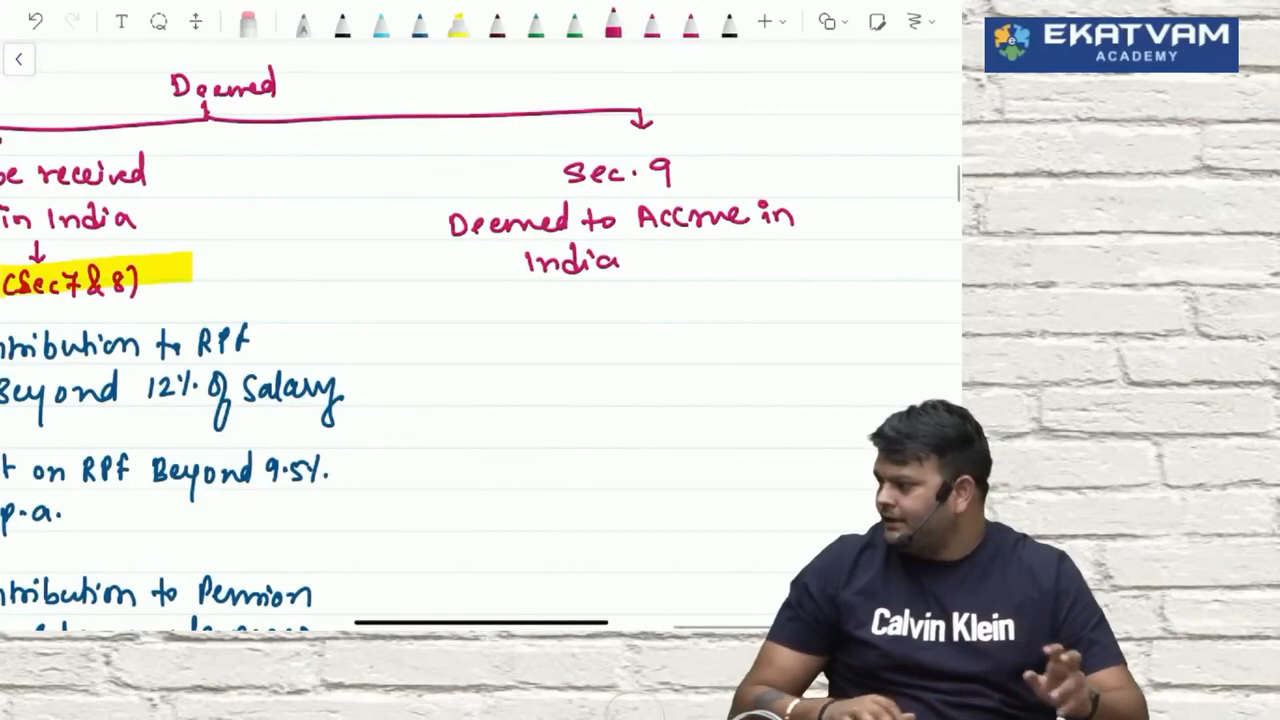 EKATVAM
ACADEMY
T
A
Deemed
be received
in India
(Sec 7 & 8)
Sec. 9
Deemed to Accrue in
India
ntribution to RPF
Beyond 12% of Salary
t on RPF Beyond 9.5%.
p.a.
ntribution to Pension
Calvin Klein